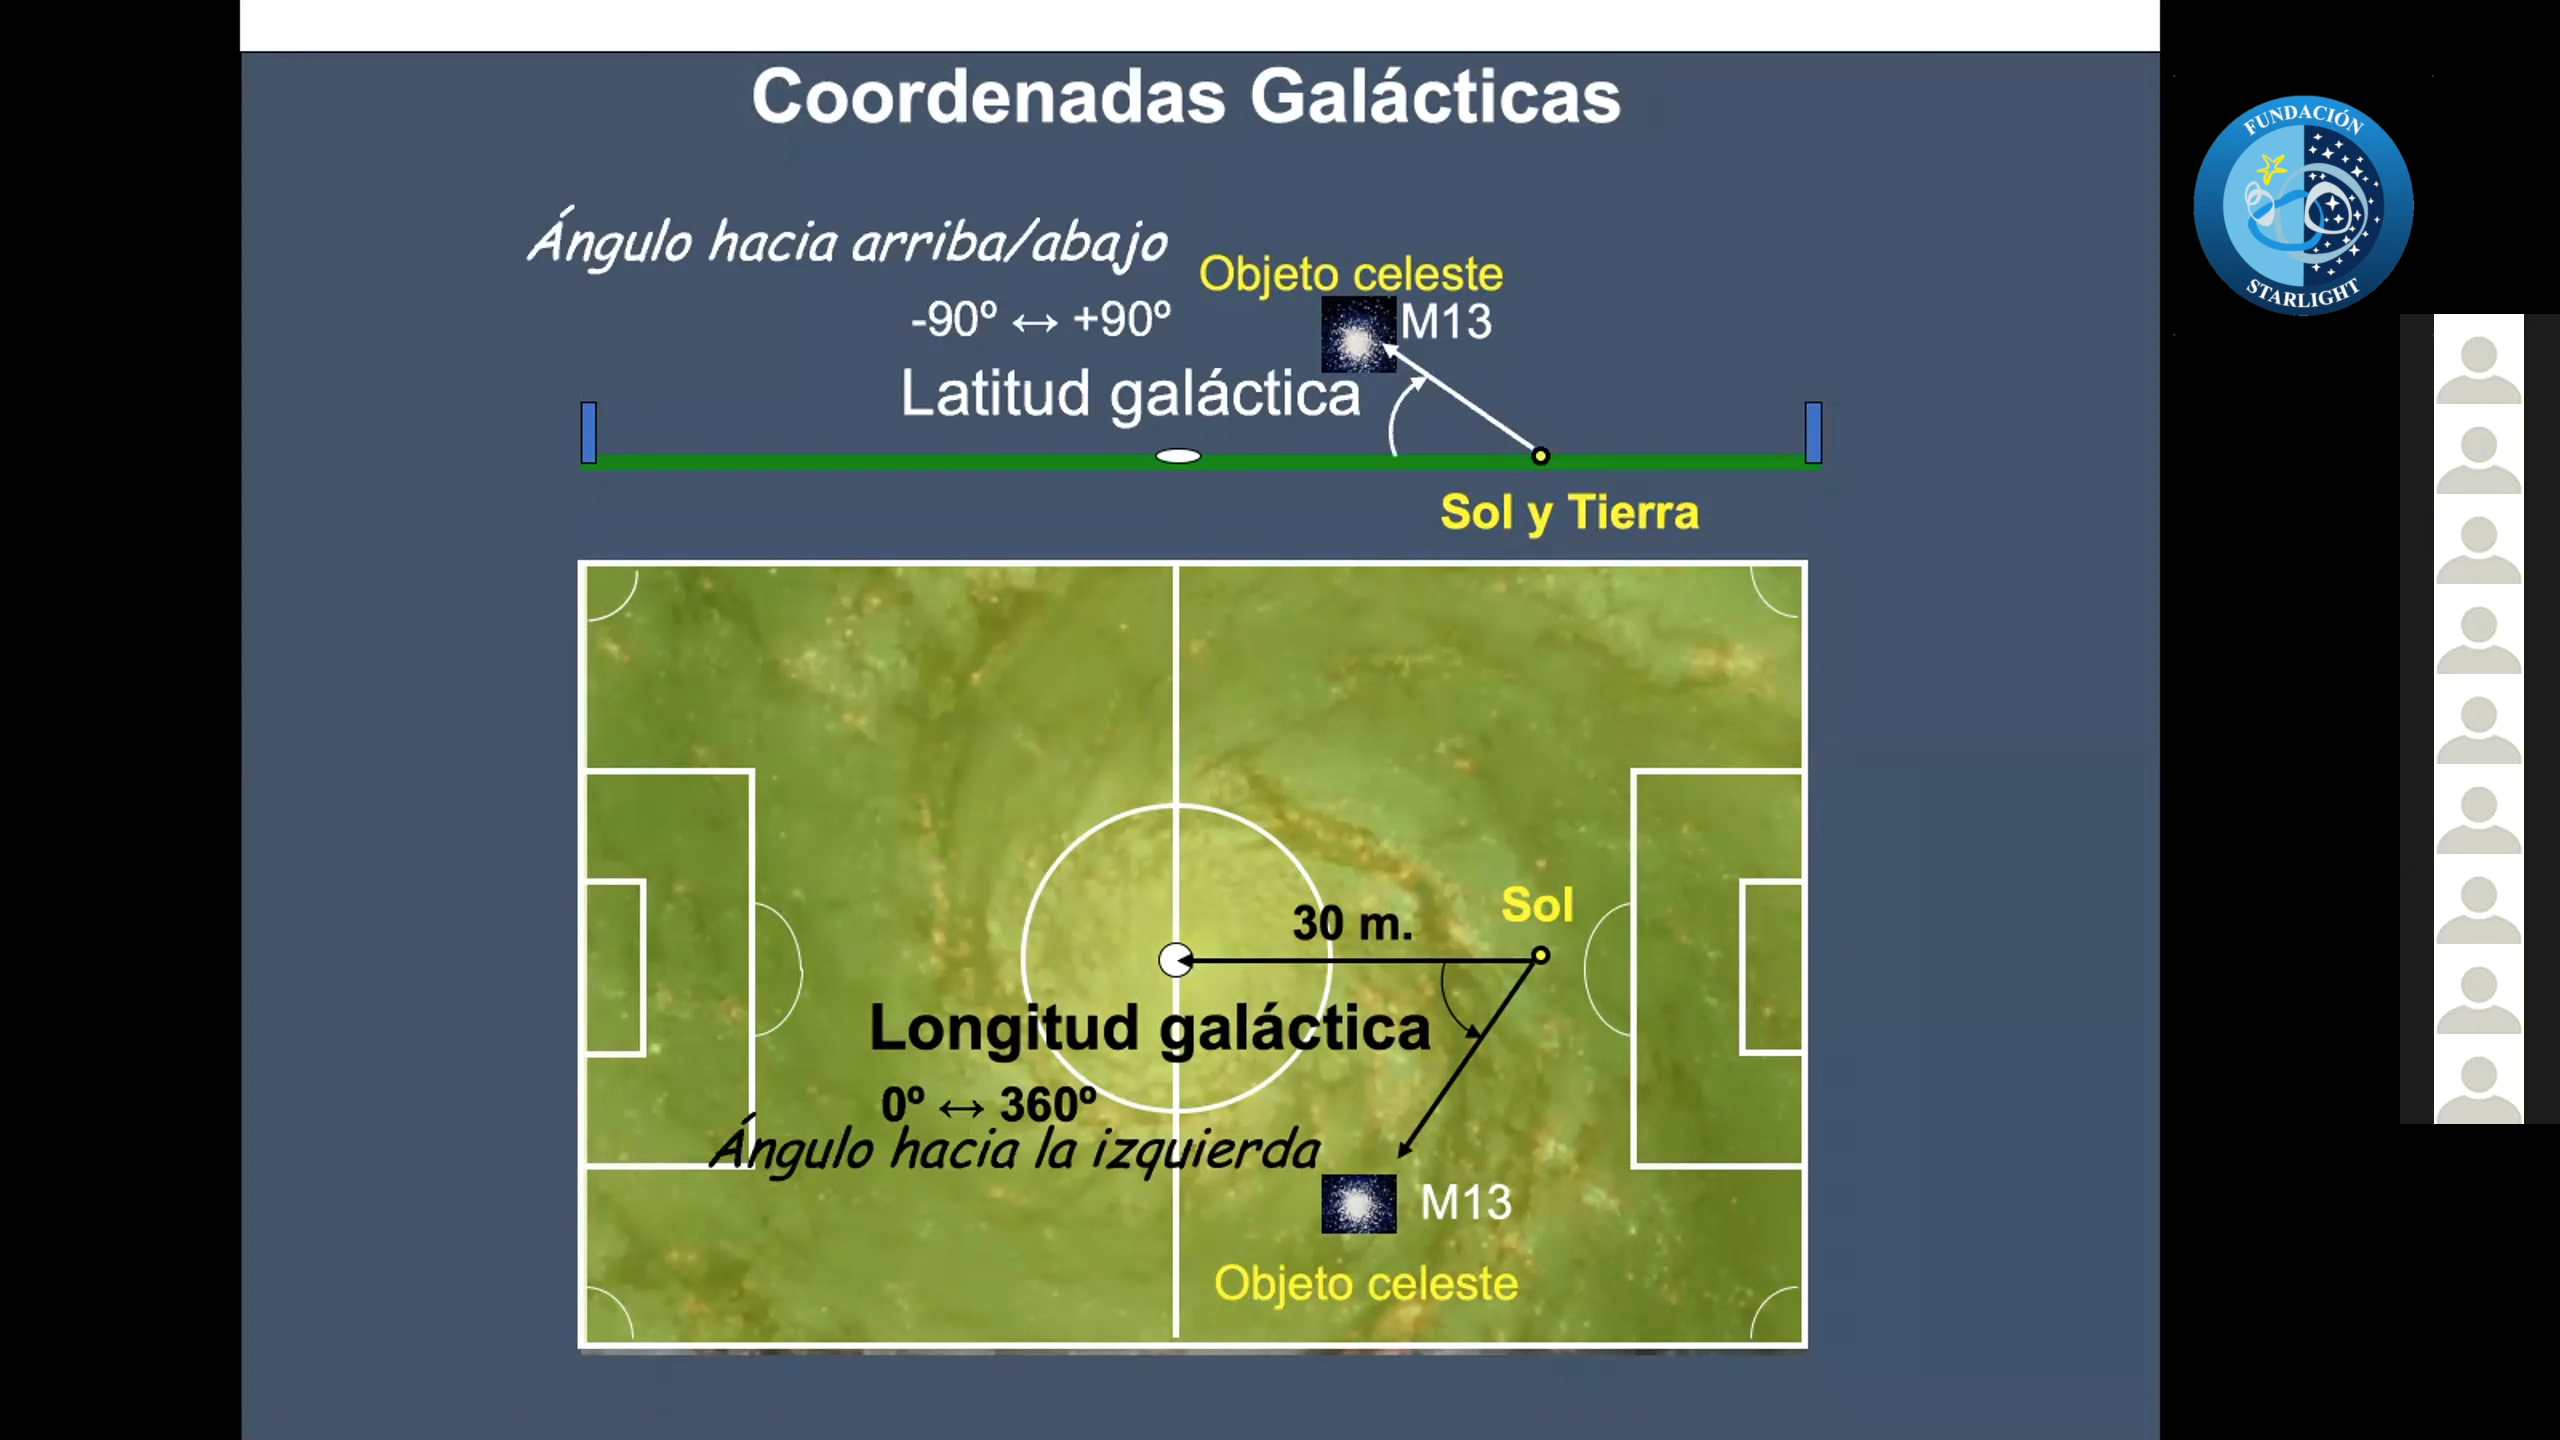 Coordenadas Galácticas
FUNDACIÓN
STARLIGHT
Ángulo hacia arriba/abajo
Objeto celeste
-90º ↔ +90º
M13
Latitud galáctica
Sol y Tierra
Sol
30 m.
Longitud galáctica
0º ↔ 360º
Ángulo hacia la izquierda
M13
Objeto celeste